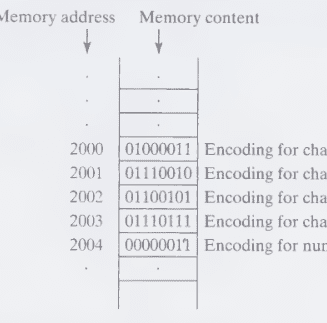 Memory address Memory content
2000 01000011 Encoding for cha
2001 01110010 Encoding for cha
2002 01100101 Encoding for cha
2003 01110111 Encoding for cha
2004 00000011 Encoding for num